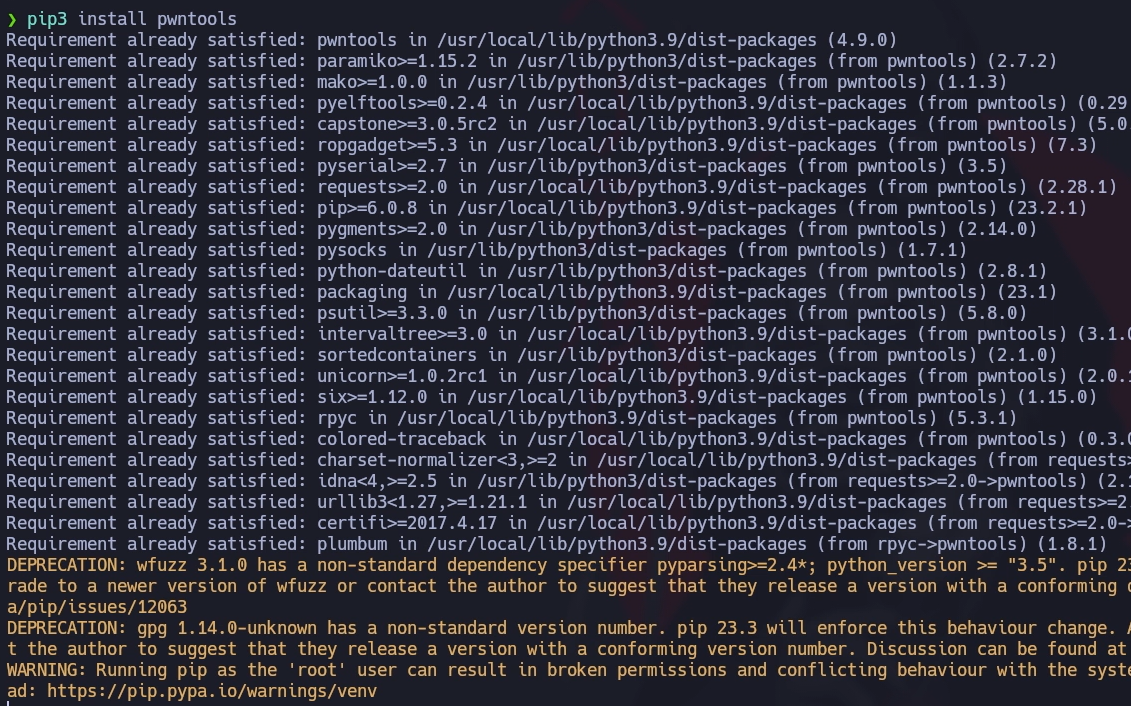 ❯ pip3 install pwntools
Requirement already satisfied: pwntools in /usr/local/lib/python3.9/dist-packages (4.9.0)
Requirement already satisfied: paramiko>=1.15.2 in /usr/lib/python3/dist-packages (from pwntools) (2.7.2)
Requirement already satisfied: mako>=1.0.0 in /usr/lib/python3/dist-packages (from pwntools) (1.1.3)
Requirement already satisfied: pyelftools>=0.2.4 in /usr/local/lib/python3.9/dist-packages (from pwntools) (0.29
Requirement already satisfied: capstone>=3.0.5rc2 in /usr/local/lib/python3.9/dist-packages (from pwntools) (5.0
Requirement already satisfied: ropgadget>=5.3 in /usr/local/lib/python3.9/dist-packages (from pwntools) (7.3)
Requirement already satisfied: pyserial>=2.7 in /usr/lib/python3/dist-packages (from pwntools) (3.5)
Requirement already satisfied: requests>=2.0 in /usr/local/lib/python3.9/dist-packages (from pwntools) (2.28.1)
Requirement already satisfied: pip>=6.0.8 in /usr/local/lib/python3.9/dist-packages (from pwntools) (23.2.1)
Requirement already satisfied: pygments>=2.0 in /usr/local/lib/python3.9/dist-packages (from pwntools) (2.14.0)
Requirement already satisfied: pysocks in /usr/lib/python3/dist-packages (from pwntools) (1.7.1)
Requirement already satisfied: python-dateutil in /usr/lib/python3/dist-packages (from pwntools) (2.8.1)
Requirement already satisfied: packaging in /usr/local/lib/python3.9/dist-packages (from pwntools) (23.1)
Requirement already satisfied: psutil>=3.3.0 in /usr/lib/python3/dist-packages (from pwntools) (5.8.0)
Requirement already satisfied: intervaltree>=3.0 in /usr/local/lib/python3.9/dist-packages (from pwntools) (3.1.0
Requirement already satisfied: sortedcontainers in /usr/lib/python3/dist-packages (from pwntools) (2.1.0)
Requirement already satisfied: unicorn>=1.0.2rc1 in /usr/local/lib/python3.9/dist-packages (from pwntools) (2.0.1
Requirement already satisfied: six>=1.12.0 in /usr/lib/python3/dist-packages (from pwntools) (1.15.0)
Requirement already satisfied: rpyc in /usr/local/lib/python3.9/dist-packages (from pwntools) (5.3.1)
Requirement already satisfied: colored-traceback in /usr/local/lib/python3.9/dist-packages (from pwntools) (0.3.0
Requirement already satisfied: charset-normalizer<3,>=2 in /usr/local/lib/python3.9/dist-packages (from requests>
Requirement already satisfied: idna<4,>=2.5 in /usr/lib/python3/dist-packages (from requests>=2.0->pwntools) (2.1
Requirement already satisfied: urllib3<1.27,>=1.21.1 in /usr/local/lib/python3.9/dist-packages (from requests>=2
Requirement already satisfied: certifi>=2017.4.17 in /usr/local/lib/python3.9/dist-packages (from requests>=2.0->
Requirement already satisfied: plumbum in /usr/local/lib/python3.9/dist-packages (from rpyc->pwntools) (1.8.1)
DEPRECATION: wfuzz 3.1.0 has a non-standard dependency specifier pyparsing>=2.4*; python_version >= "3.5". pip 23
rade to a newer version of wfuzz or contact the author to suggest that they release a version with a conforming
a/pip/issues/12063
DEPRECATION: gpg 1.14.0-unknown has a non-standard version number. pip 23.3 will enforce this behaviour change. A
t the author to suggest that they release a version with a conforming version number. Discussion can be found at
WARNING: Running pip as the 'root' user can result in broken permissions and conflicting behaviour with the syste
ad: https://pip.pypa.io/warnings/venv